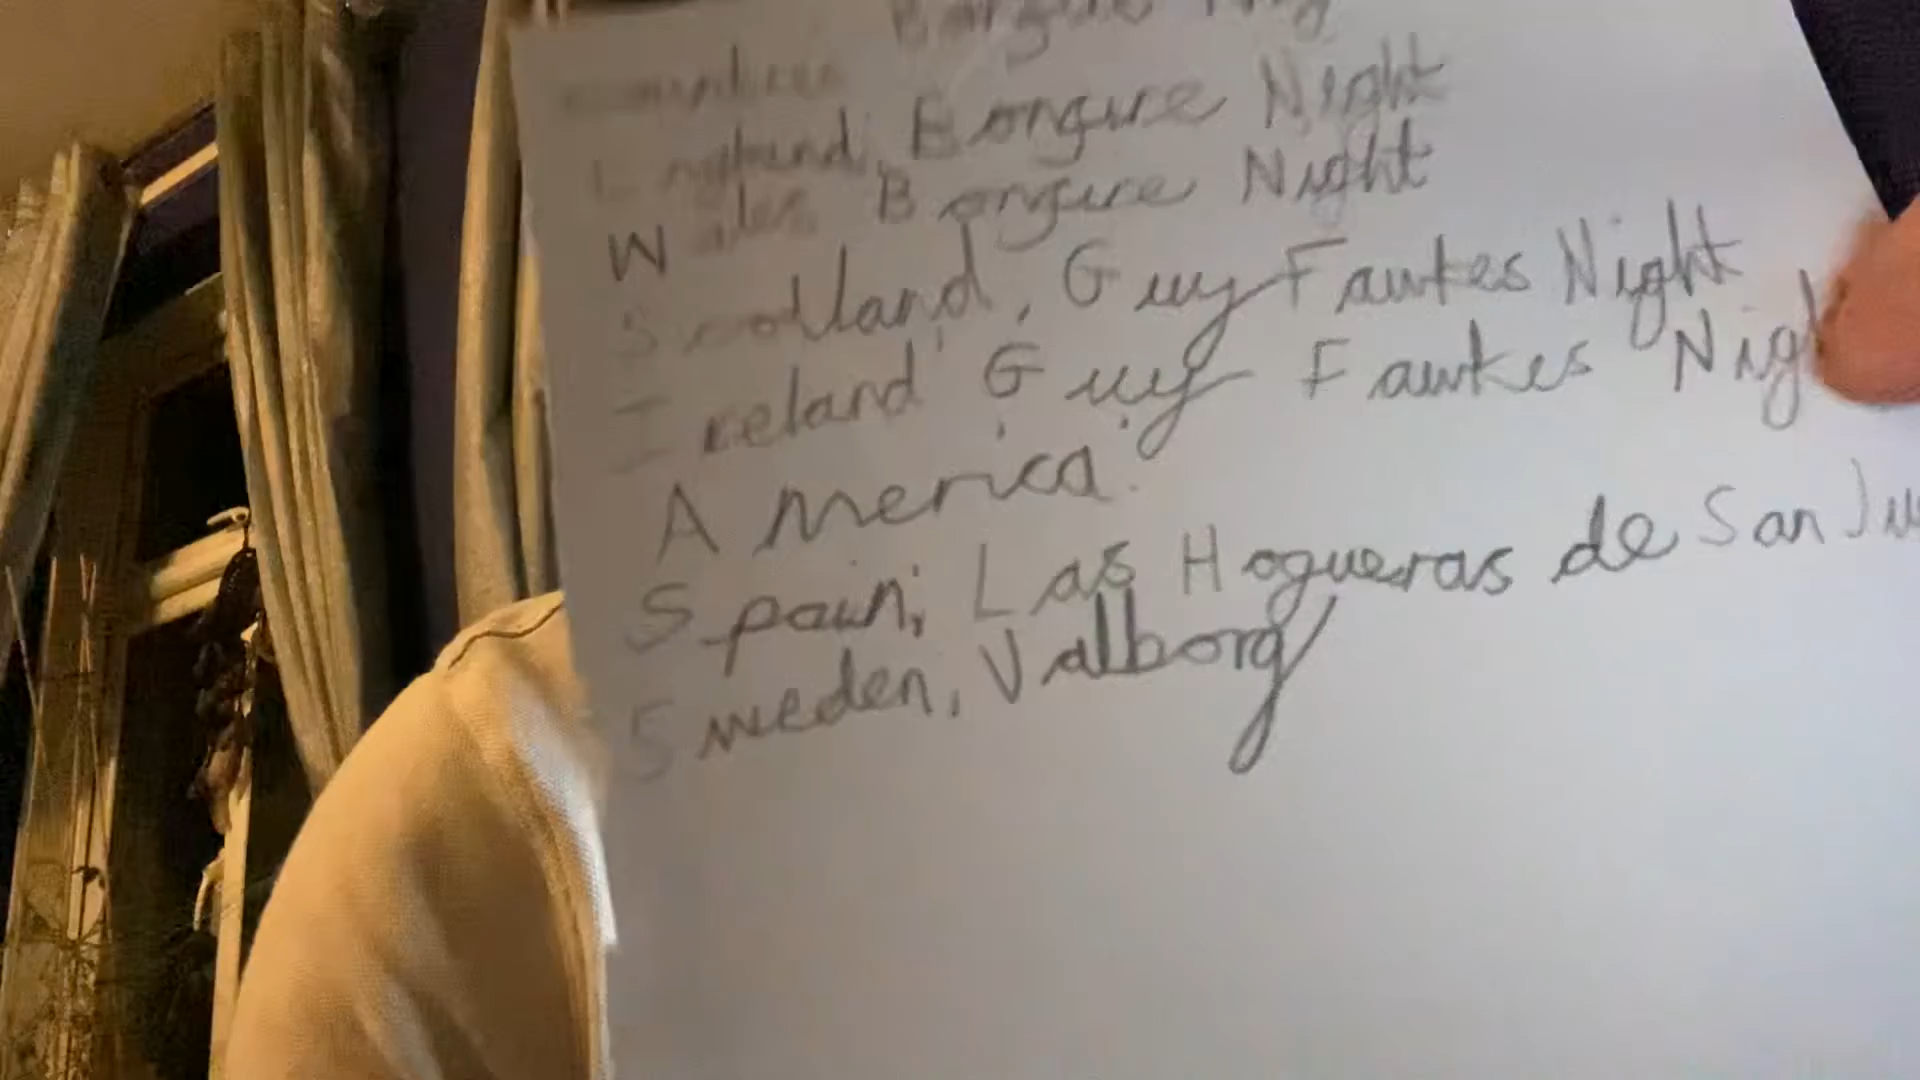 England, Bongire Night
Wales Bongire Night
Scotland, Guy Fawkes Night
Ireland Guy Fawkes Nigh
America
Spain, Las Hogueras de San Ju
Sweden, Valborg